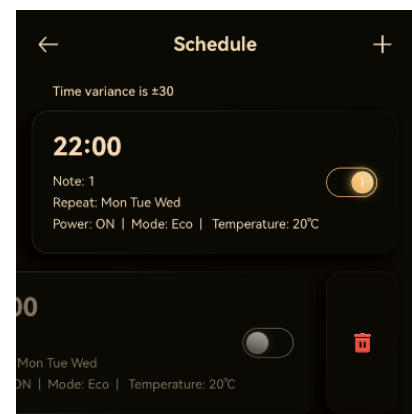 Schedule
Time variance is ±30
22:00
Note: 1
Repeat: Mon Tue Wed
Power: ON | Mode: Eco | Temperature: 20℃
00
Mon Tue Wed
ON | Mode: Eco | Temperature: 20℃